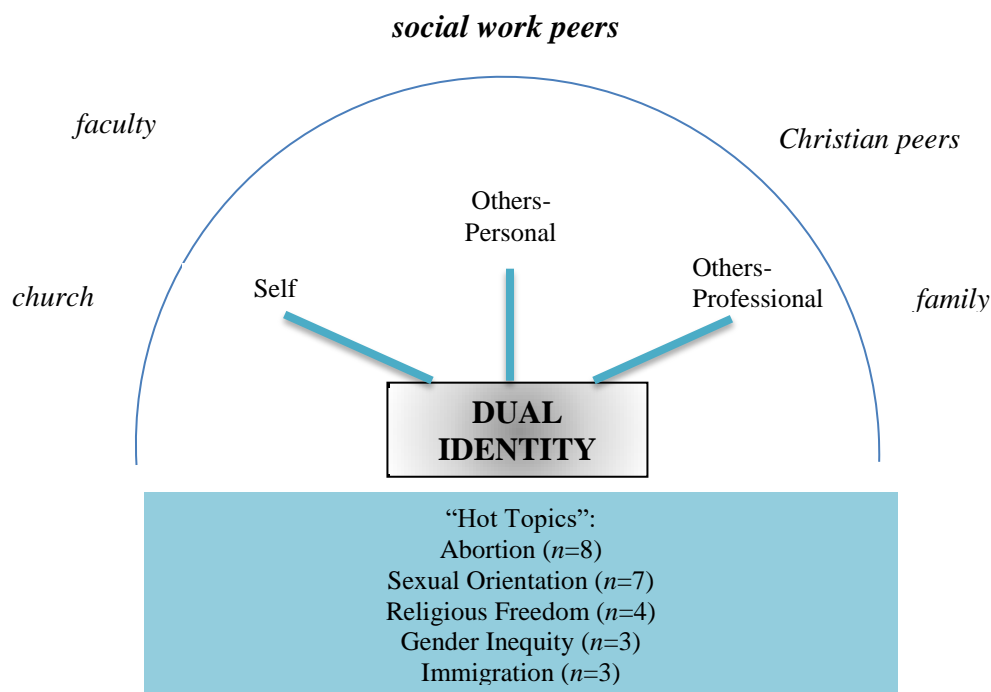 social work peers
faculty
Christian peers
Others-
Personal
church
Self
Others-
Professional
family
DUAL
IDENTITY
“Hot Topics”:
Abortion (n=8)
Sexual Orientation (n=7)
Religious Freedom (n=4)
Gender Inequity (n=3)
Immigration (n=3)